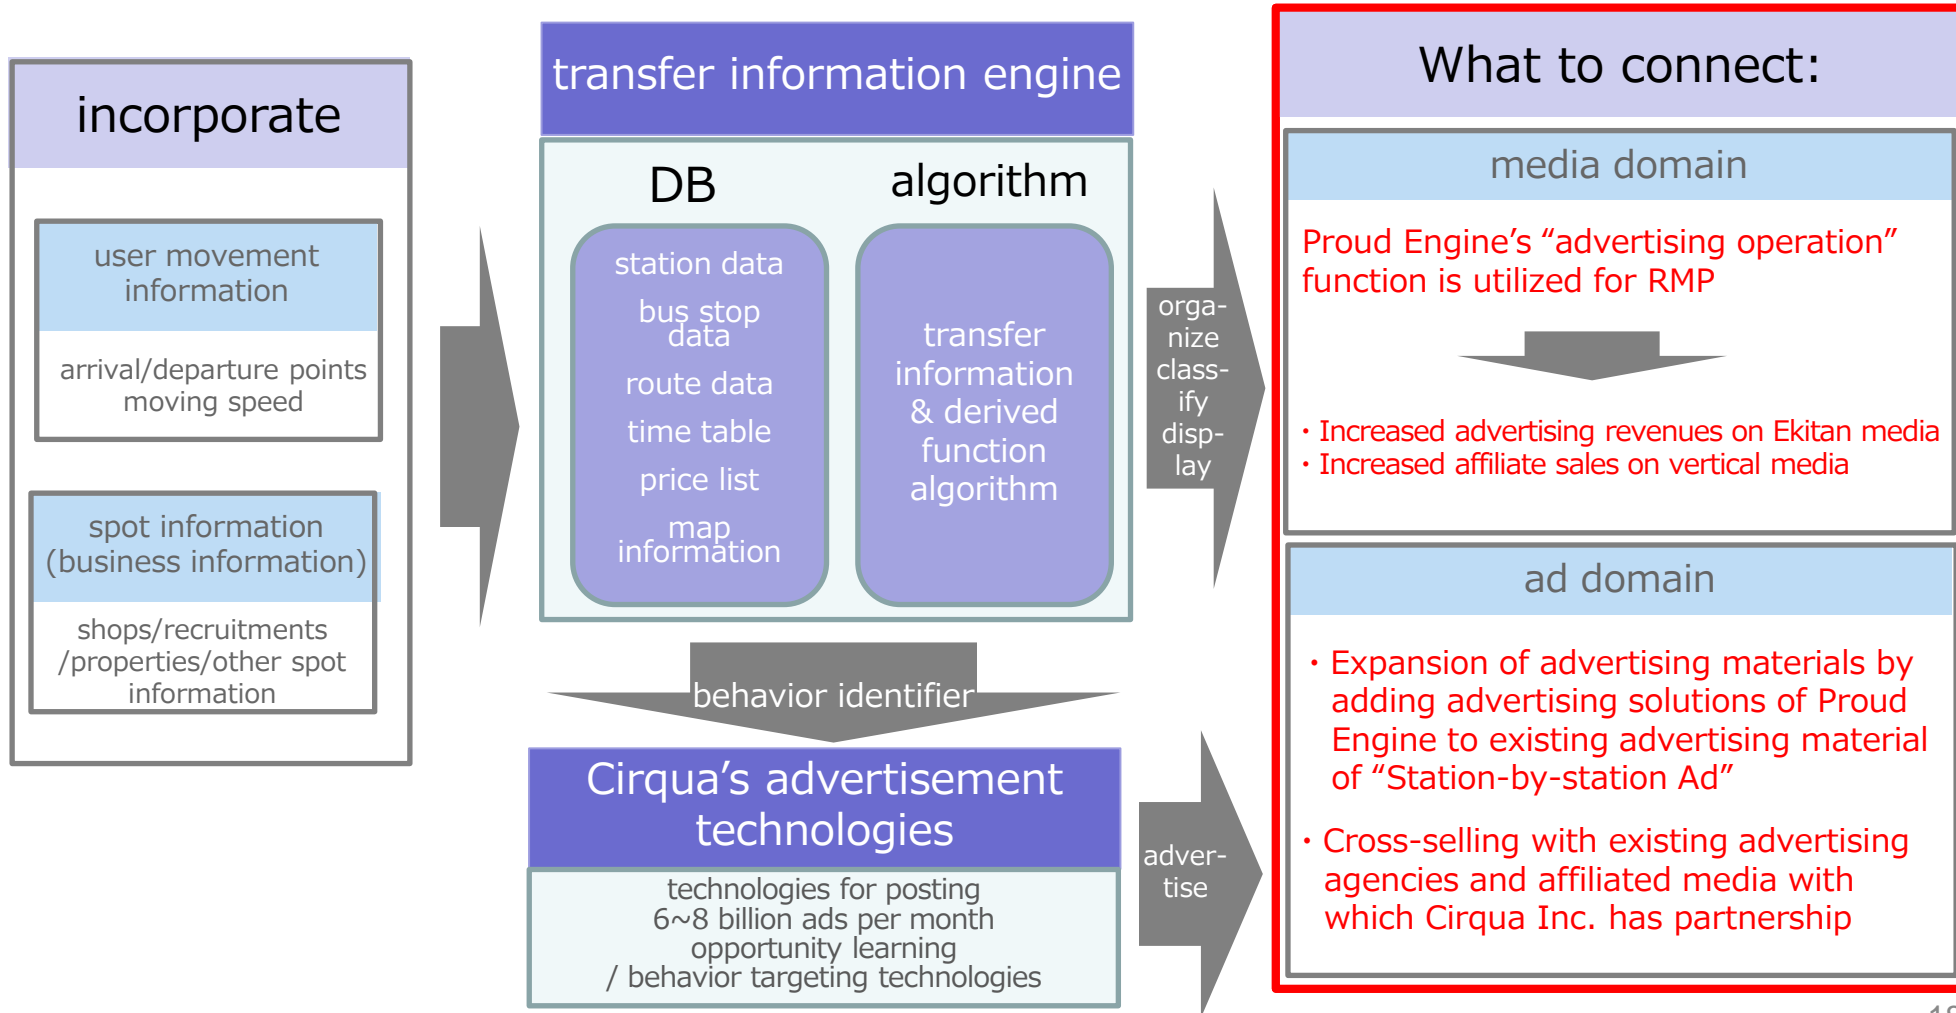 incorporate
user movement
information
arrival/departure points
moving speed
spot information
(business information)
shops/recruitments
/properties/other spot
information
transfer information engine
DB
station data
bus stop
data
route data
time table
price list
map
information
algorithm
transfer
information
& derived
function
algorithm
behavior identifier
Cirqua’s advertisement
technologies
technologies for posting
6~8 billion ads per month
opportunity learning
/ behavior targeting technologies
orga-
nize
class-
ify
disp-
lay
adver-
tise
What to connect:
media domain
Proud Engine’s “advertising operation”
function is utilized for RMP
・Increased advertising revenues on Ekitan media
・Increased affiliate sales on vertical media
ad domain
・Expansion of advertising materials by
adding advertising solutions of Proud
Engine to existing advertising material
of “Station-by-station Ad”
・Cross-selling with existing advertising
agencies and affiliated media with
which Cirqua Inc. has partnership